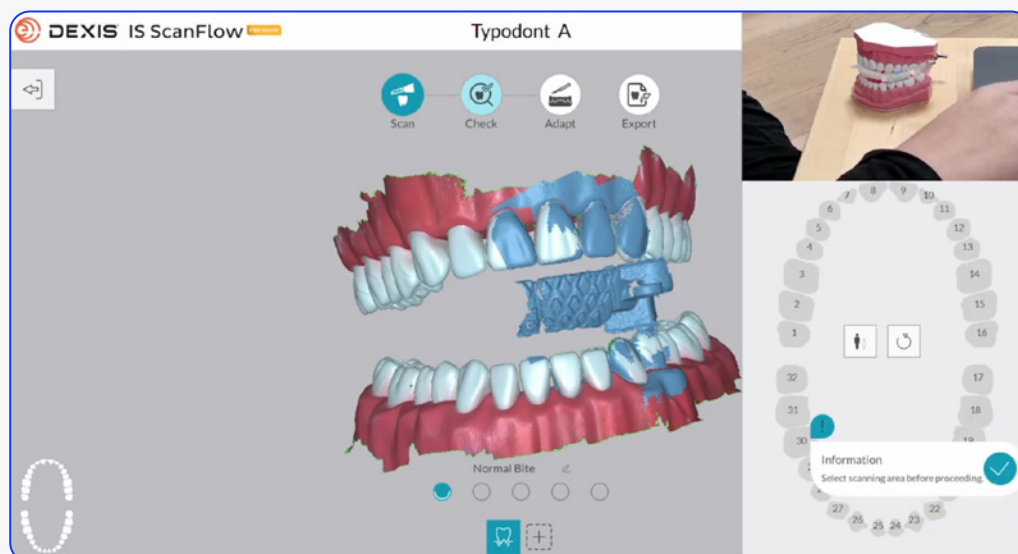 DEXIS IS ScanFlow PREMIUM
Typodont A
Scan
Check
Adapt
Export
7 8 9 10
6 11
5 12
4 13
3 14
2 15
1 16
32 17
31 18
30 19
Information
Select scanning area before proceeding.
27 26 25 24 23 22
Normal Bite